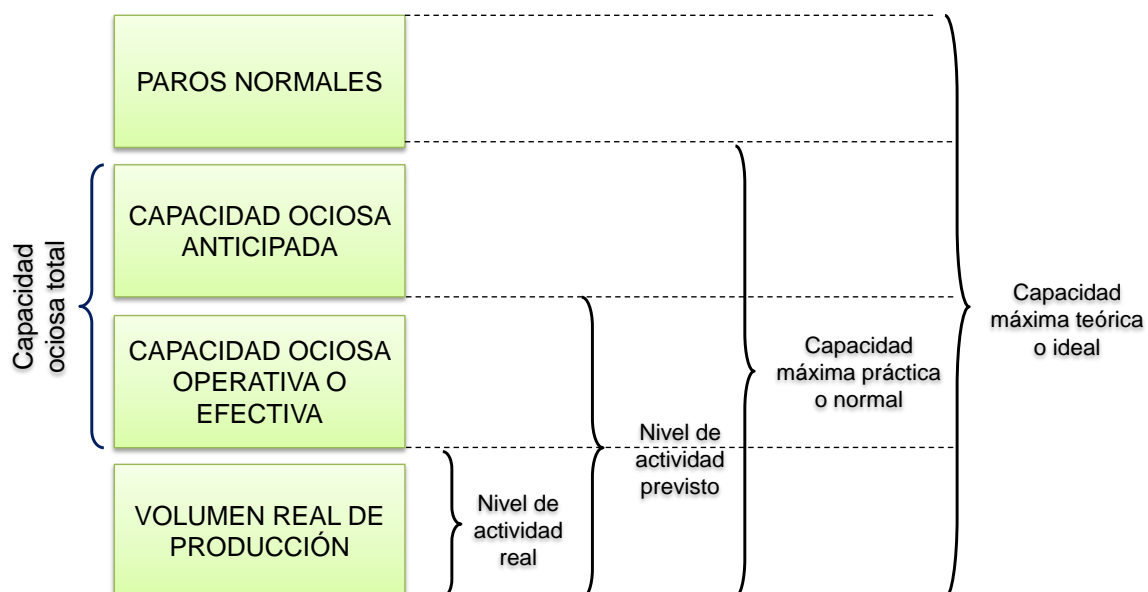 PAROS NORMALES
CAPACIDAD OCIOSA
ANTICIPADA
Capacidad
ociosa total
CAPACIDAD OCIOSA
OPERATIVA O
EFECTIVA
VOLUMEN REAL DE
PRODUCCIÓN
Nivel de
actividad
real
Nivel de
actividad
previsto
Capacidad
máxima práctica
o normal
Capacidad
máxima teórica
o ideal